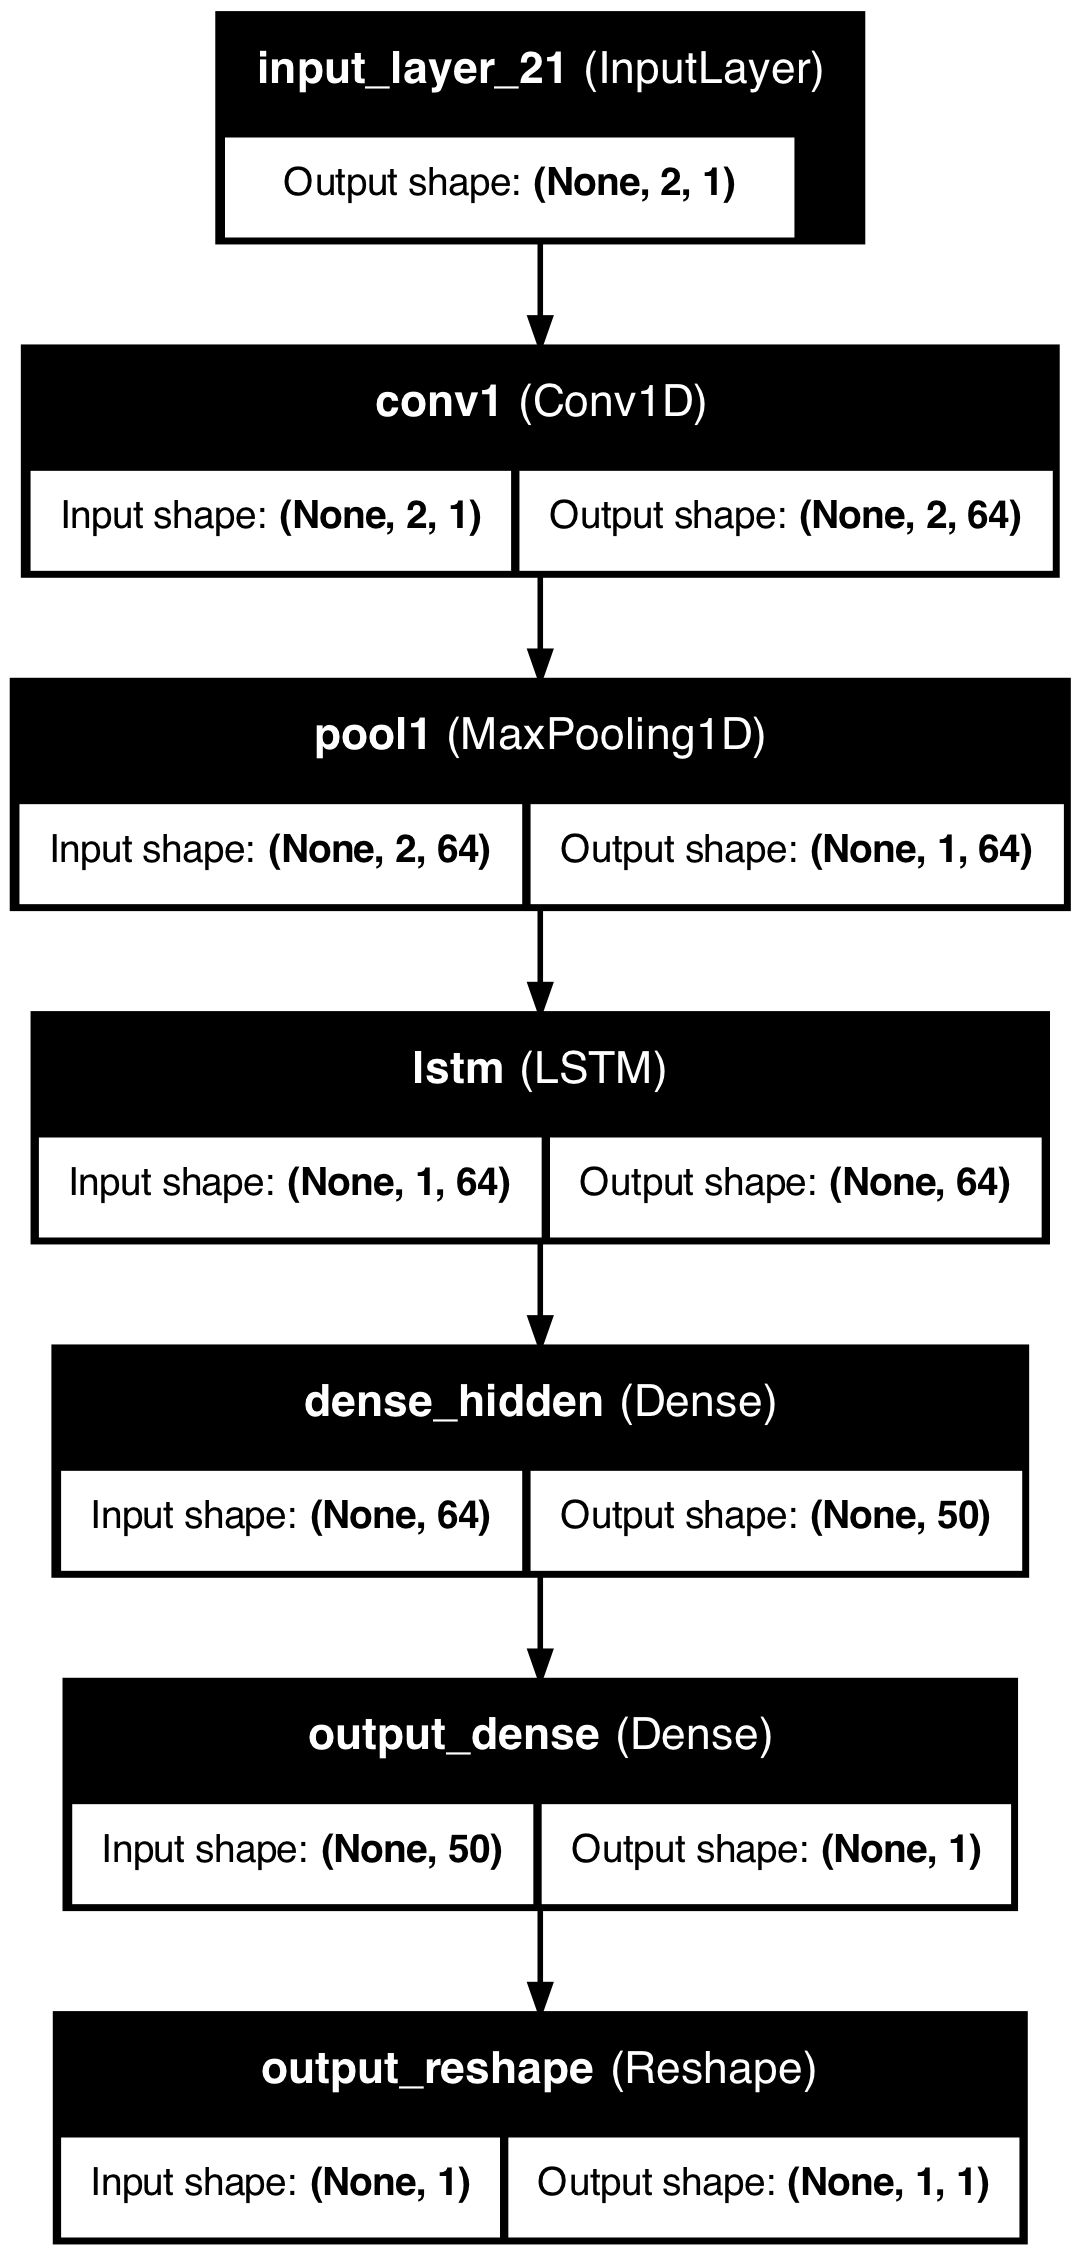 input_layer_21 (InputLayer)
Output shape: (None, 2, 1)
conv1 (Conv1D)
Input shape: (None, 2, 1) Output shape: (None, 2, 64)
pool1 (MaxPooling1D)
Input shape: (None, 2, 64) Output shape: (None, 1, 64)
lstm (LSTM)
Input shape: (None, 1, 64) Output shape: (None, 64)
dense_hidden (Dense)
Input shape: (None, 64) Output shape: (None, 50)
output_dense (Dense)
Input shape: (None, 50) Output shape: (None, 1)
output_reshape (Reshape)
Input shape: (None, 1) Output shape: (None, 1, 1)